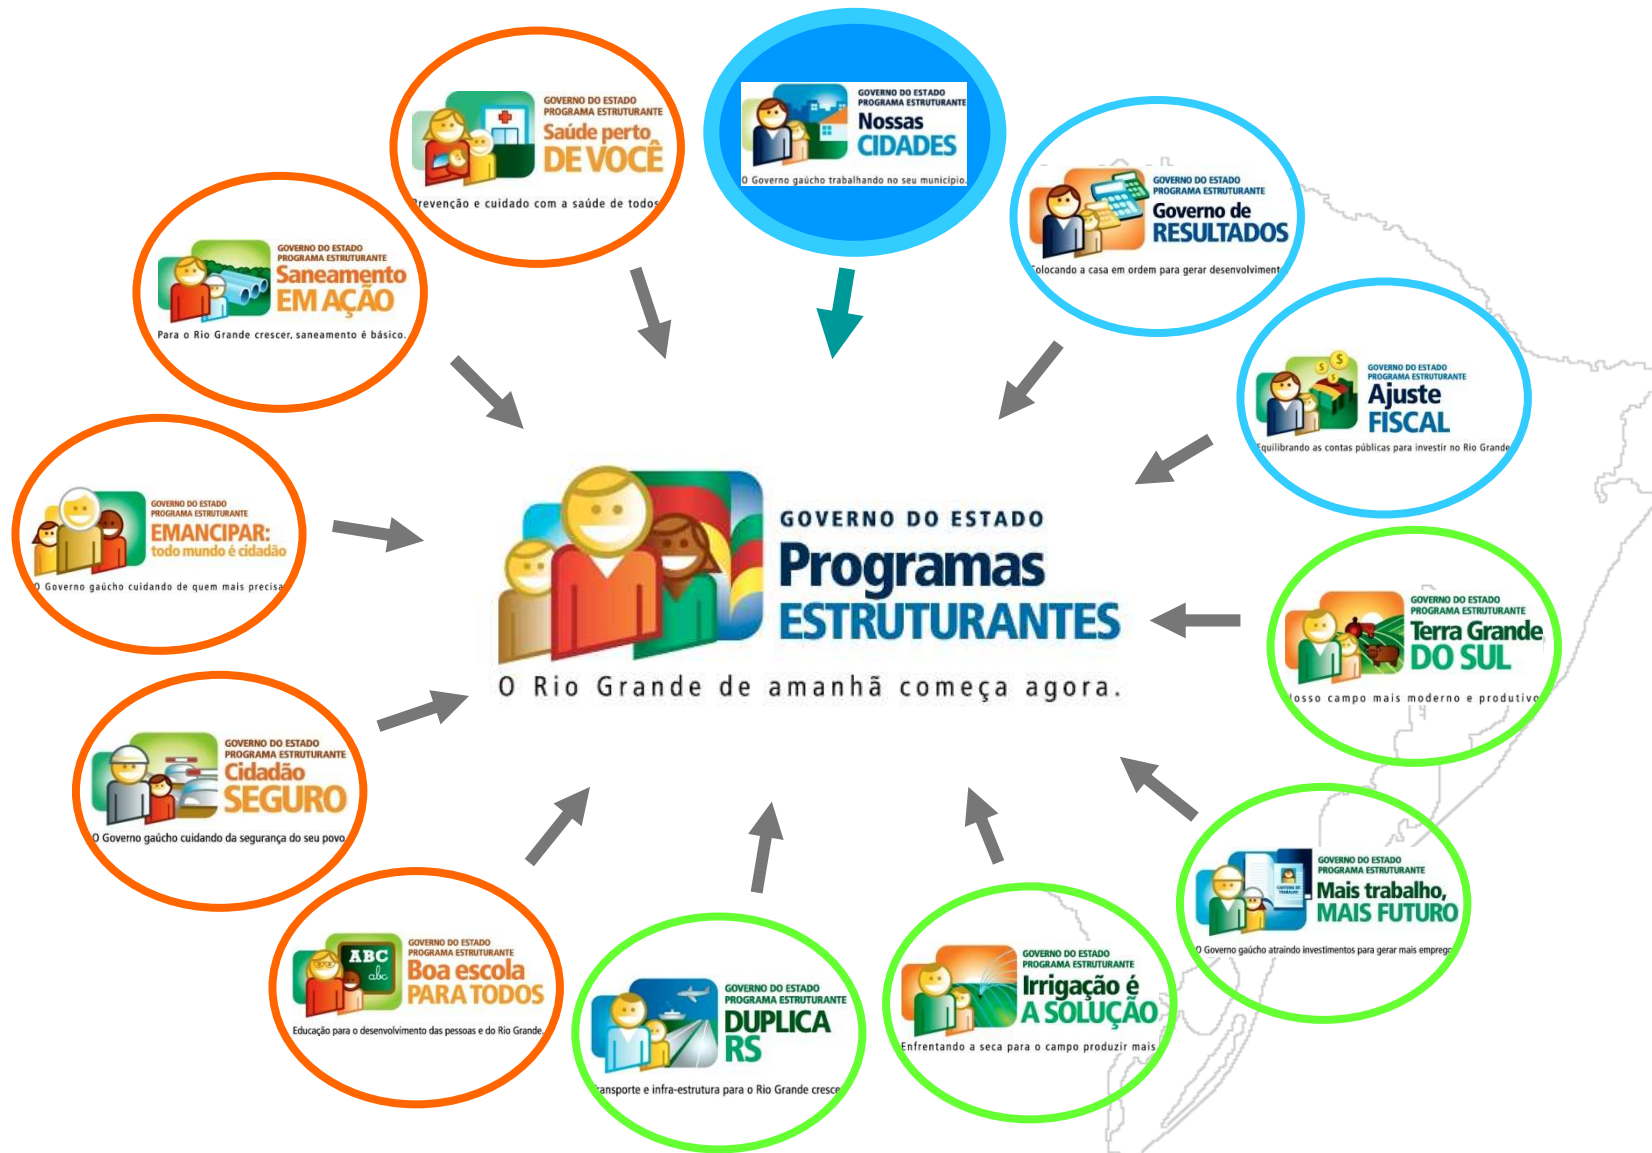 GOVERNO DO ESTADO
PROGRAMA ESTRUTURANTE
Saúde perto
DE VOCÊ
Prevenção e cuidado com a saúde de todos
GOVERNO DO ESTADO
PROGRAMA ESTRUTURANTE
Nossas
CIDADES
O Governo gaúcho trabalhando no seu município.
GOVERNO DO ESTADO
PROGRAMA ESTRUTURANTE
Governo de
RESULTADOS
Colocando a casa em ordem para gerar desenvolviment
GOVERNO DO ESTADO
PROGRAMA ESTRUTURANTE
Saneamento
EM AÇÃO
Para o Rio Grande crescer, saneamento é básico.
GOVERNO DO ESTADO
PROGRAMA ESTRUTURANTE
Ajuste
FISCAL
Equilibrando as contas públicas para investir no Rio Grande
GOVERNO DO ESTADO
PROGRAMA ESTRUTURANTE
EMANCIPAR:
todo mundo é cidadão
O Governo gaúcho cuidando de quem mais precisa
GOVERNO DO ESTADO
Programas
ESTRUTURANTES
O Rio Grande de amanhã começa agora.
GOVERNO DO ESTADO
PROGRAMA ESTRUTURANTE
Terra Grande
DO SUL
Nosso campo mais moderno e produtivo
GOVERNO DO ESTADO
PROGRAMA ESTRUTURANTE
Cidadão
SEGURO
O Governo gaúcho cuidando da segurança do seu povo
CARTEIRA DE
TRABALHO
GOVERNO DO ESTADO
PROGRAMA ESTRUTURANTE
Mais trabalho,
MAIS FUTURO
O Governo gaúcho atraindo investimentos para gerar mais emprego
ABC
abc
GOVERNO DO ESTADO
PROGRAMA ESTRUTURANTE
Boa escola
PARA TODOS
Educação para o desenvolvimento das pessoas e do Rio Grande.
GOVERNO DO ESTADO
PROGRAMA ESTRUTURANTE
DUPLICA
RS
ransporte e infra-estrutura para o Rio Grande cresce
GOVERNO DO ESTADO
PROGRAMA ESTRUTURANTE
Irrigação é
A SOLUÇÃO
Enfrentando a seca para o campo produzir mais